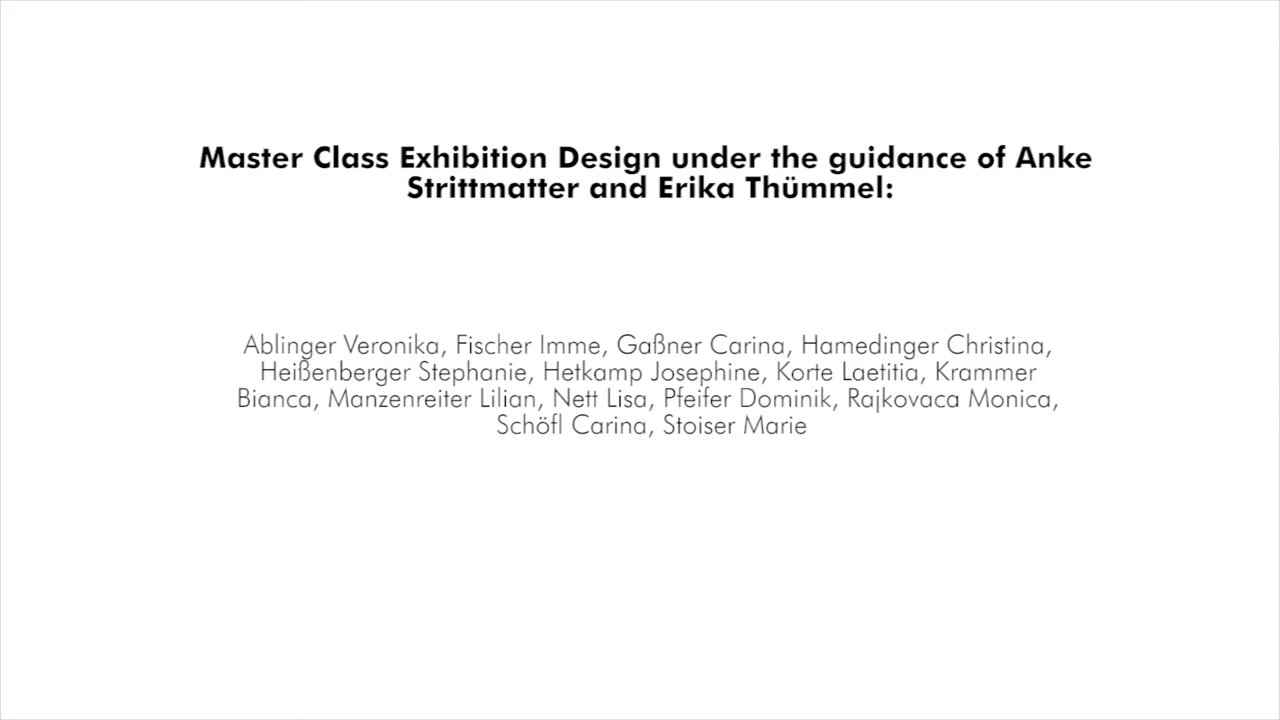 Master Class Exhibition Design under the guidance of Anke
Strittmatter and Erika Thümmel:
Ablinger Veronika, Fischer Imme, Gaßner Carina, Hamedinger Christina,
Heißenberger Stephanie, Hetkamp Josephine, Korte Laetitia, Krammer
Bianca, Manzenreiter Lilian, Nett Lisa, Pfeifer Dominik, Rajkovaca Monica,
Schöfl Carina, Stoiser Marie